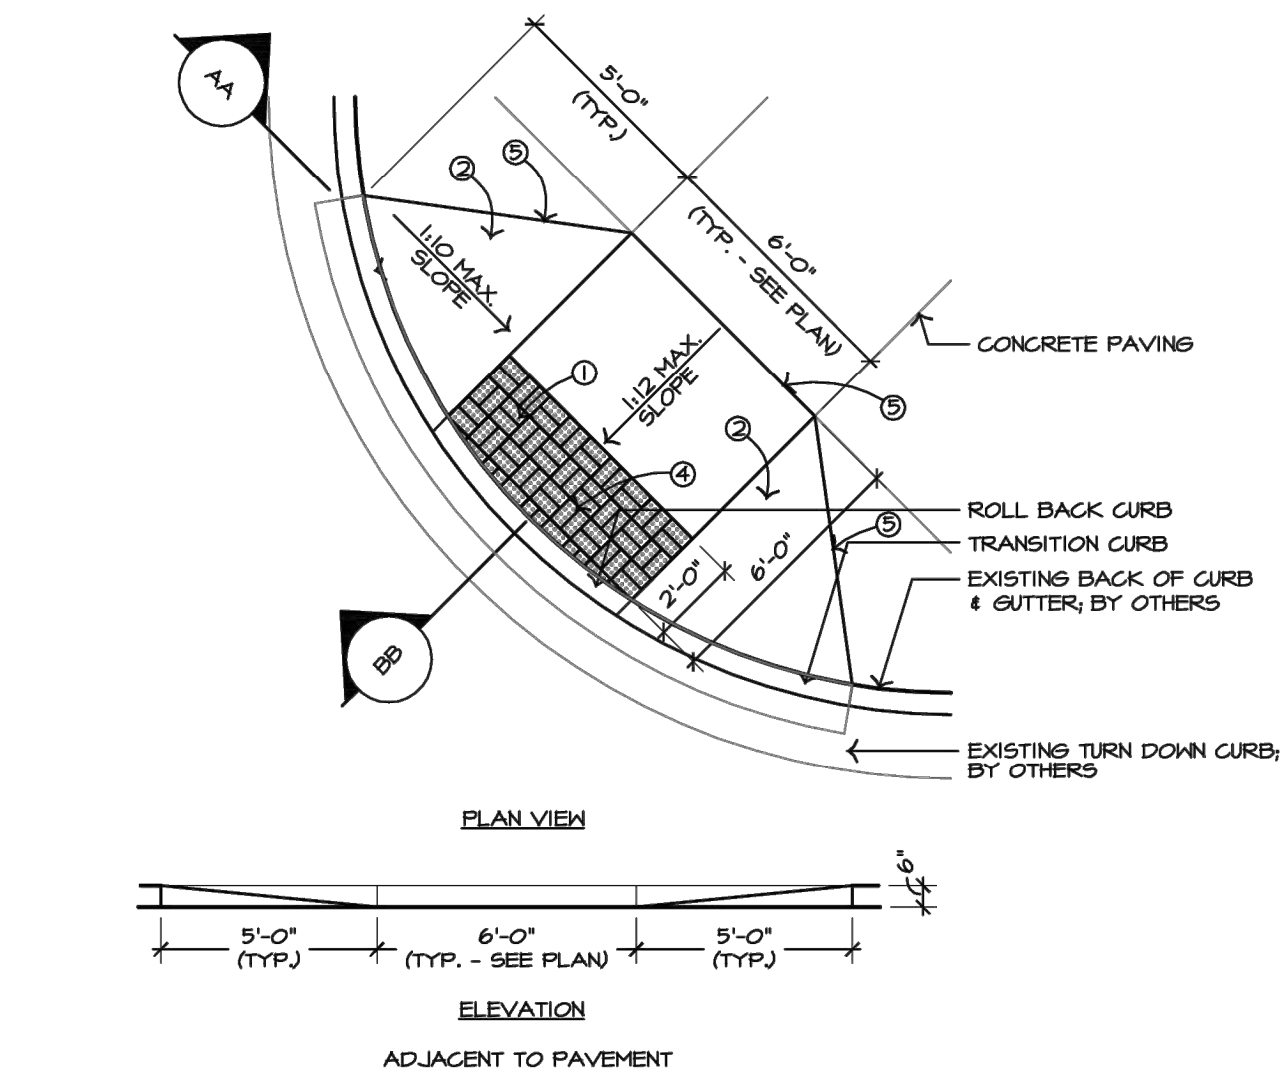 AA
5'-0"
(TYP.)
2
5
1:10 MAX.
SLOPE
6'-0"
(TYP. - SEE PLAN)
CONCRETE PAVING
1
1:12 MAX.
SLOPE
5
2
4
ROLL BACK CURB
5
TRANSITION CURB
2'-0"
6'-0"
EXISTING BACK OF CURB
& GUTTER; BY OTHERS
BB
EXISTING TURN DOWN CURB;
BY OTHERS
PLAN VIEW
6"
5'-0"
(TYP.)
6'-0"
(TYP. - SEE PLAN)
5'-0"
(TYP.)
ELEVATION
ADJACENT TO PAVEMENT